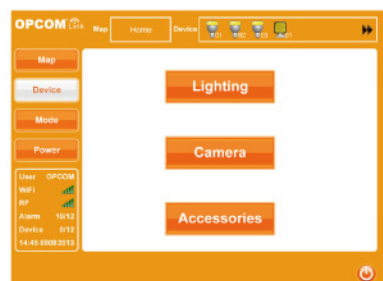 OPCOM Link Map Home Device
Map
Device
Mode
Power
Lighting
Camera
Accessories
User OPCOM
WiFi
RF
Alarm 10/12
Device 0/12
14:45 09082013